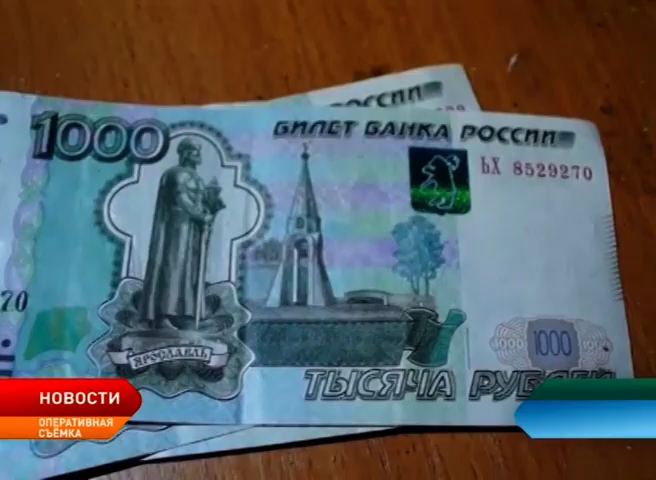 РОССИИ
1000
БИЛЕТ БАНКА РОССИИ
ЬХ 8529270
70
ЯРОСЛАВЛЬ
1000
ТЫСЯЧА РУБЛЕЙ
НОВОСТИ
ОПЕРАТИВНАЯ
СЪЁМКА